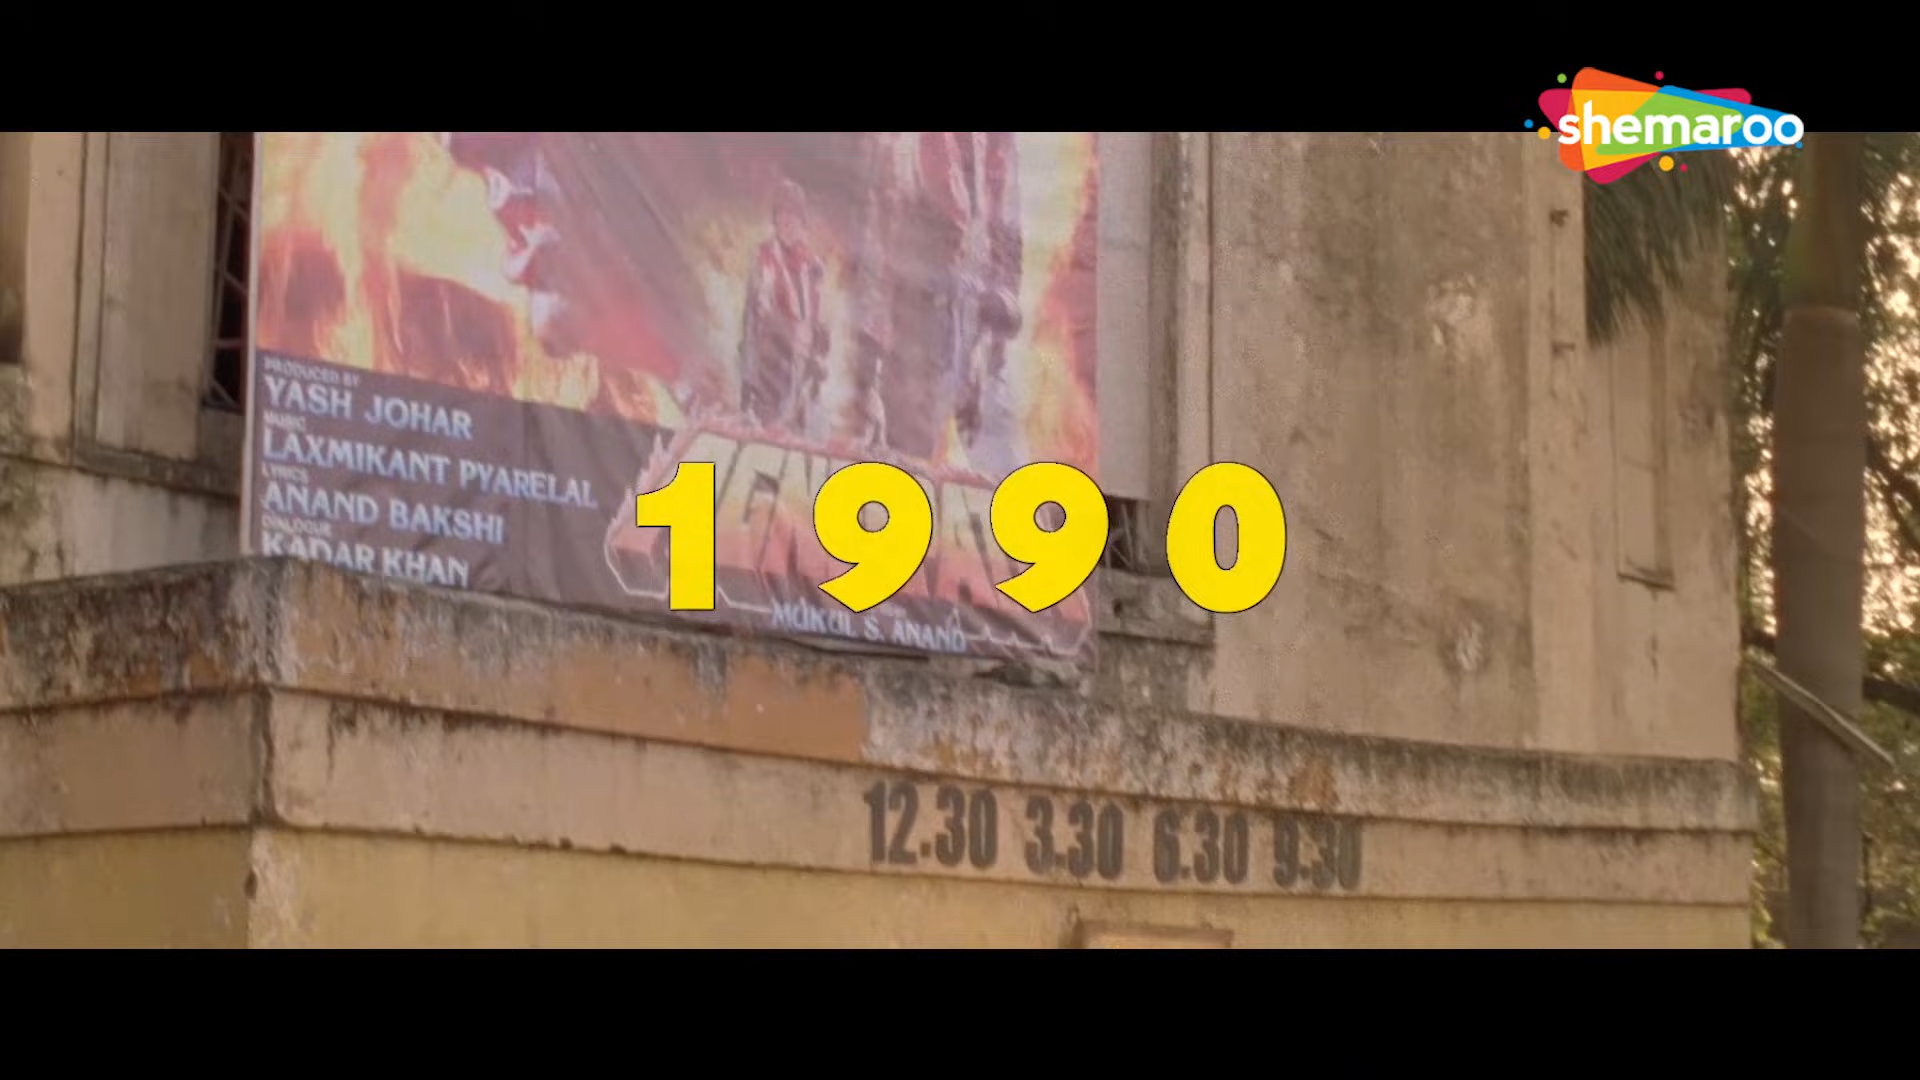 shemaroo
PRODUCED BY
YASH JOHAR
MUSIC
LAXMIKANT PYARELAL
LYRICS
ANAND BAKSHI
DIALOGUE
KADAR KHAN
1990
MUKUL S. ANAND
12.30 3.30 6.30 9.30